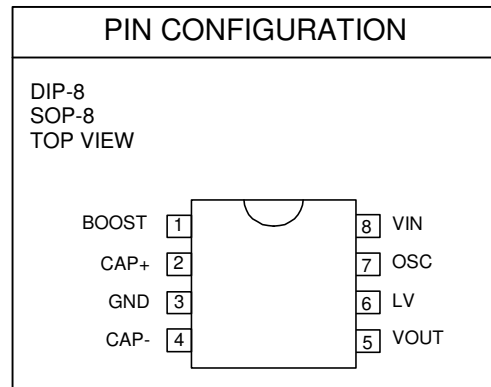 PIN CONFIGURATION
DIP-8
SOP-8
TOP VIEW
BOOST 1 8 VIN
CAP+ 2 7 OSC
GND 3 6 LV
CAP- 4 5 VOUT